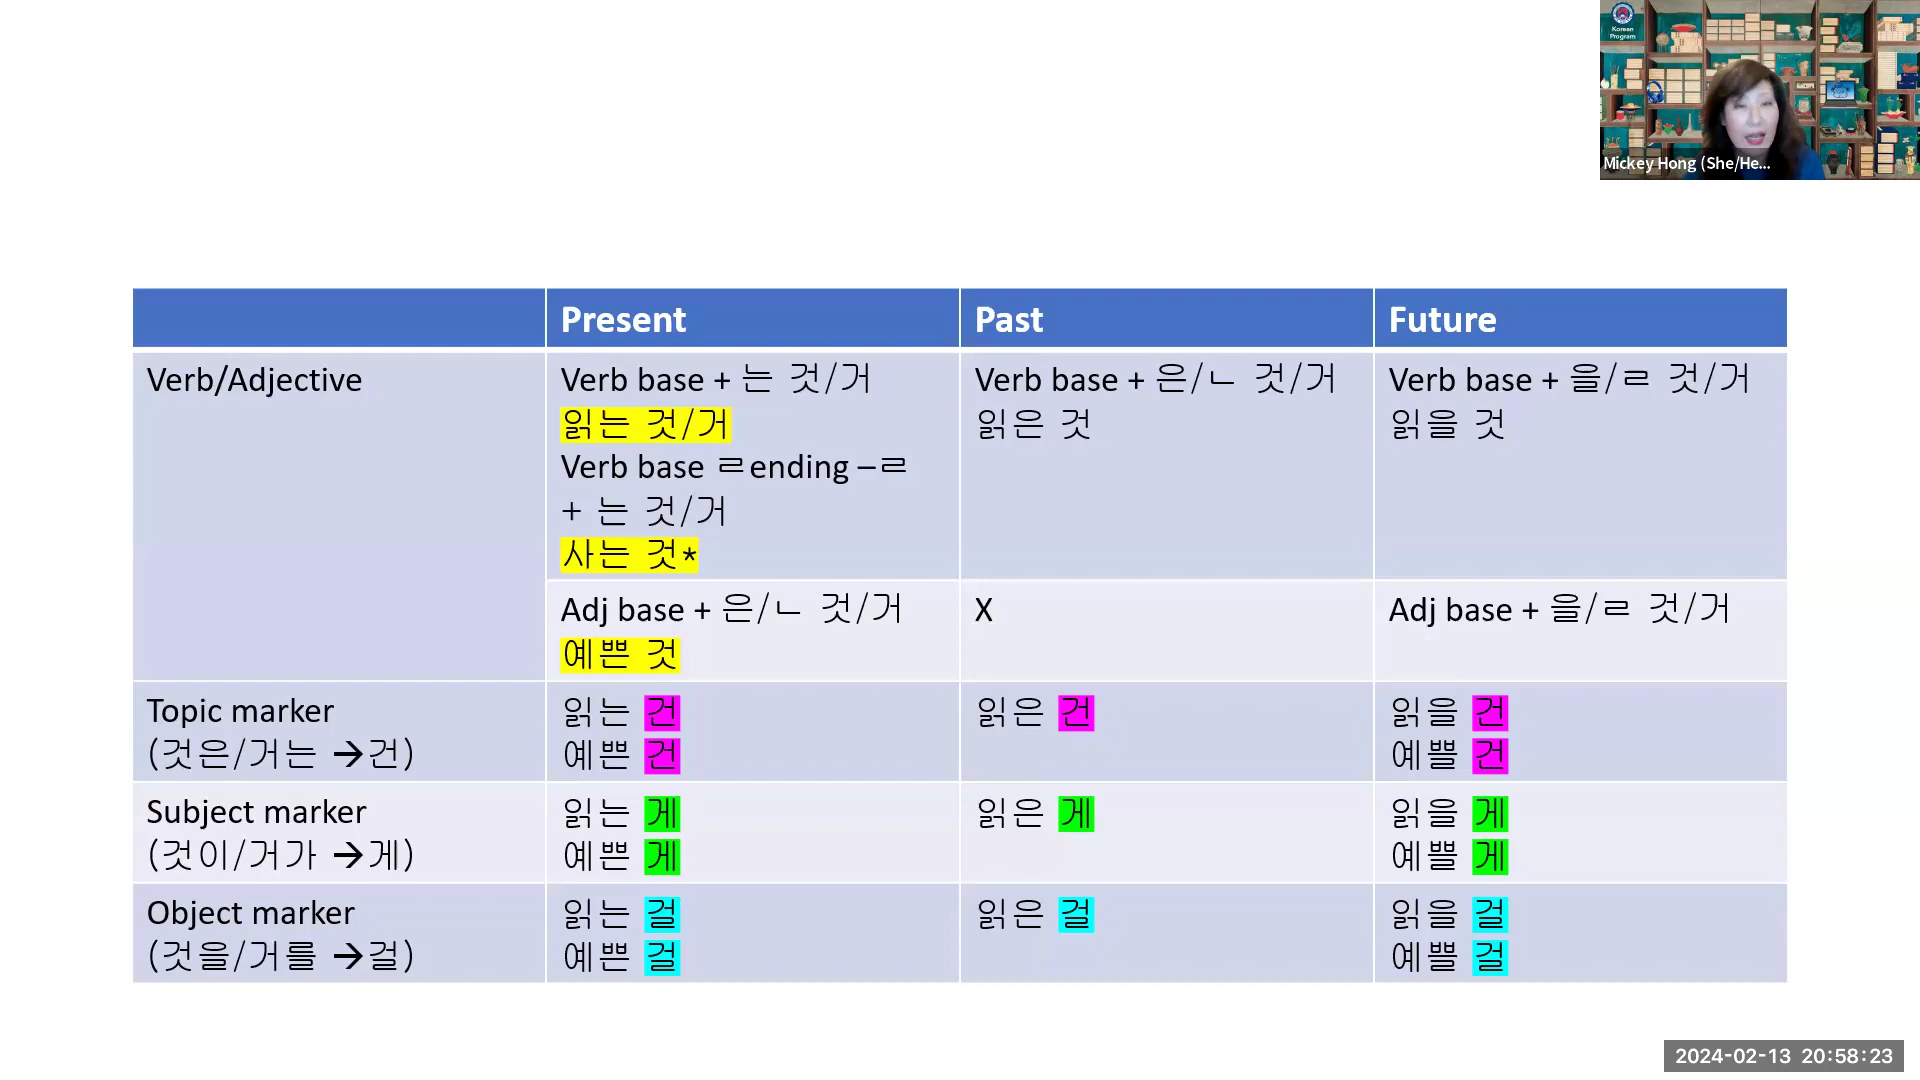 Korean
Program
Mickey Hong (She/He...
Present
Past
Future
Verb/Adjective
Verb base + 는 것/거
읽는 것/거
Verb base ㄹending –ㄹ
+ 는 것/거
사는 것*
Verb base + 은/ㄴ 것/거
읽은 것
Verb base + 을/ㄹ 것/거
읽을 것
Adj base + 은/ㄴ 것/거
예쁜 것
X
Adj base + 을/ㄹ 것/거
Topic marker
(것은/거는 →건)
읽는 건
예쁜 건
읽은 건
읽을 건
예쁠 건
Subject marker
(것이/거가 →게)
읽는 게
예쁜 게
읽은 게
읽을 게
예쁠 게
Object marker
(것을/거를 →걸)
읽는 걸
예쁜 걸
읽은 걸
읽을 걸
예쁠 걸
2024-02-13 20:58:23